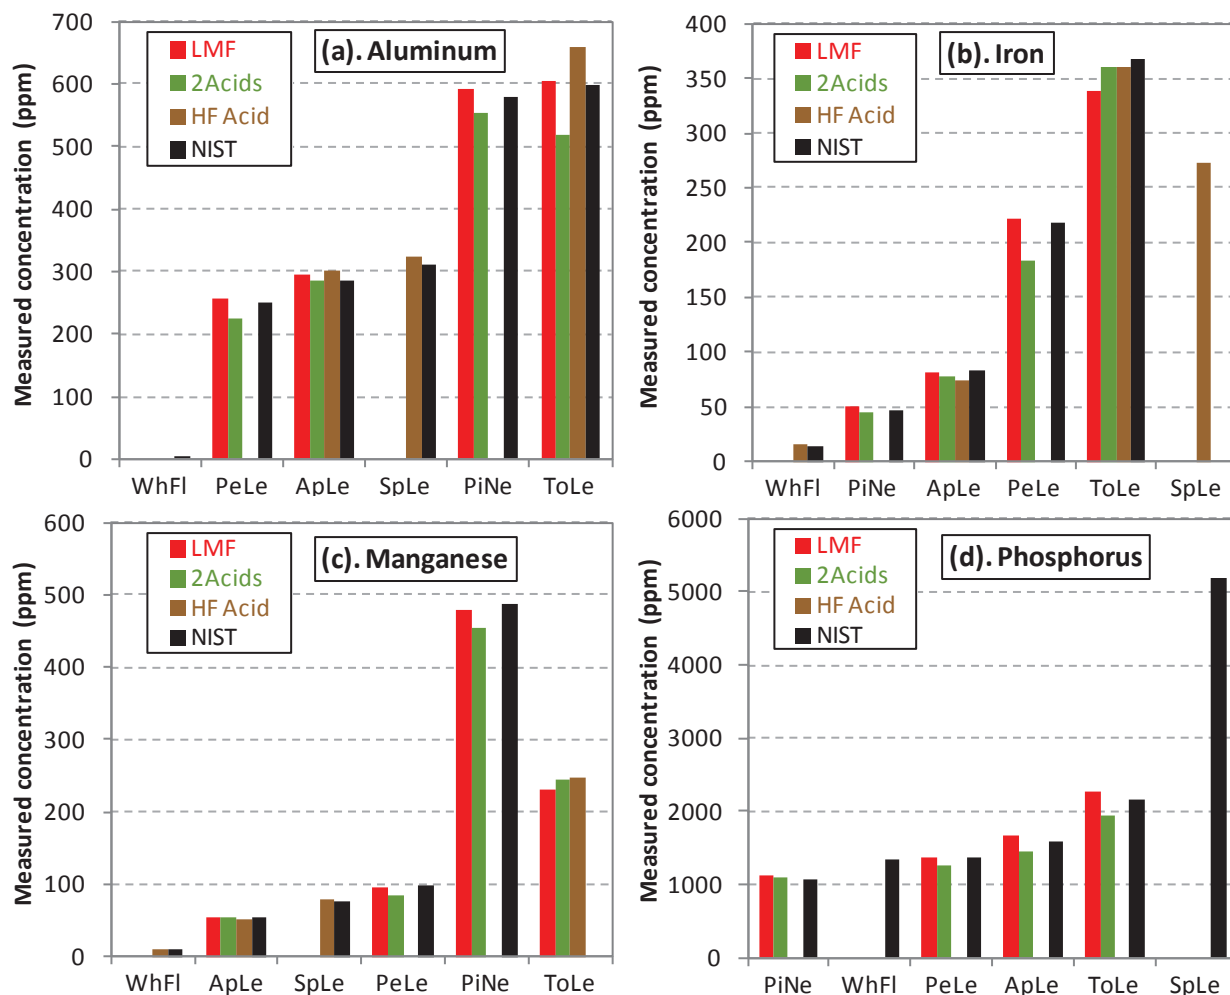 (a). Aluminum
LMF
2Acids
HF Acid
NIST
Measured concentration (ppm)
700
600
500
400
300
200
100
0
WhFl PeLe ApLe SpLe PiNe ToLe
(b). Iron
LMF
2Acids
HF Acid
NIST
Measured concentration (ppm)
400
350
300
250
200
150
100
50
0
WhFl PiNe ApLe PeLe ToLe SpLe
(c). Manganese
LMF
2Acids
HF Acid
NIST
Measured concentration (ppm)
600
500
400
300
200
100
0
WhFl ApLe SpLe PeLe PiNe ToLe
(d). Phosphorus
LMF
2Acids
HF Acid
NIST
Measured concentration (ppm)
6000
5000
4000
3000
2000
1000
0
PiNe WhFl PeLe ApLe ToLe SpLe